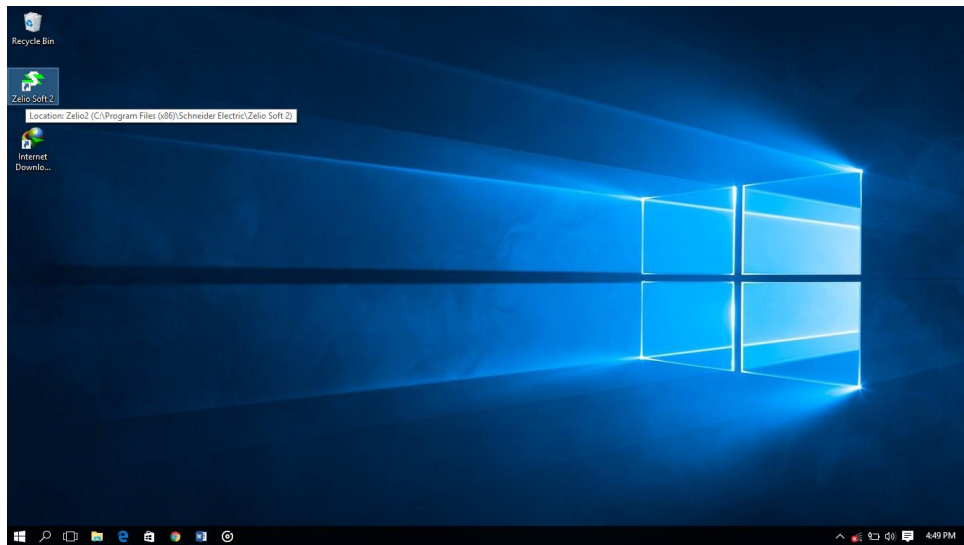 Recycle Bin
Zelio Soft 2
Location: Zelio2 (C:\Program Files (x86)\Schneider Electric\Zelio Soft 2)
Internet
Downlo...
4:49 PM